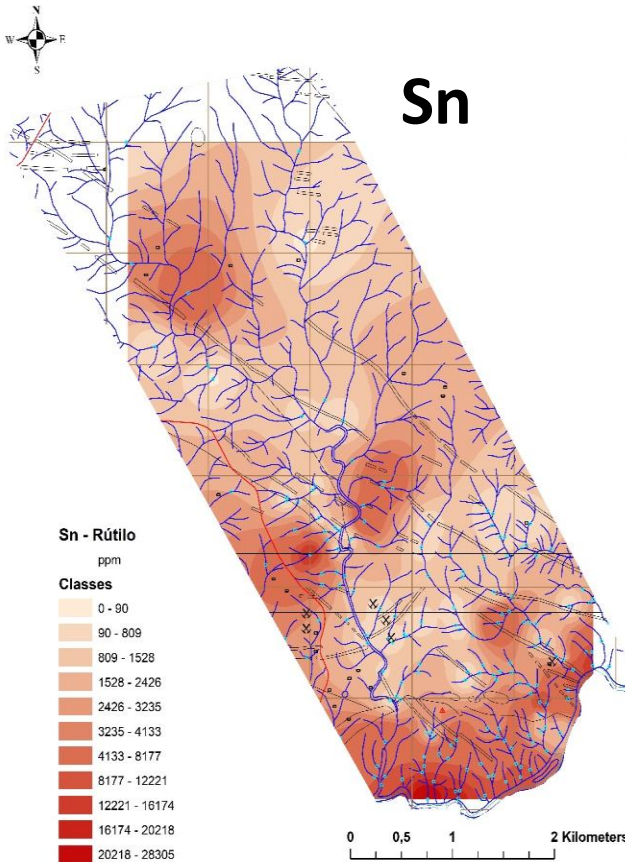 N
W E
S
Sn
Sn - Rútilo
ppm
Classes
0 - 90
90 - 809
809 - 1528
1528 - 2426
2426 - 3235
3235 - 4133
4133 - 8177
8177 - 12221
12221 - 16174
16174 - 20218
20218 - 28305
0 0,5 1 2 Kilometers